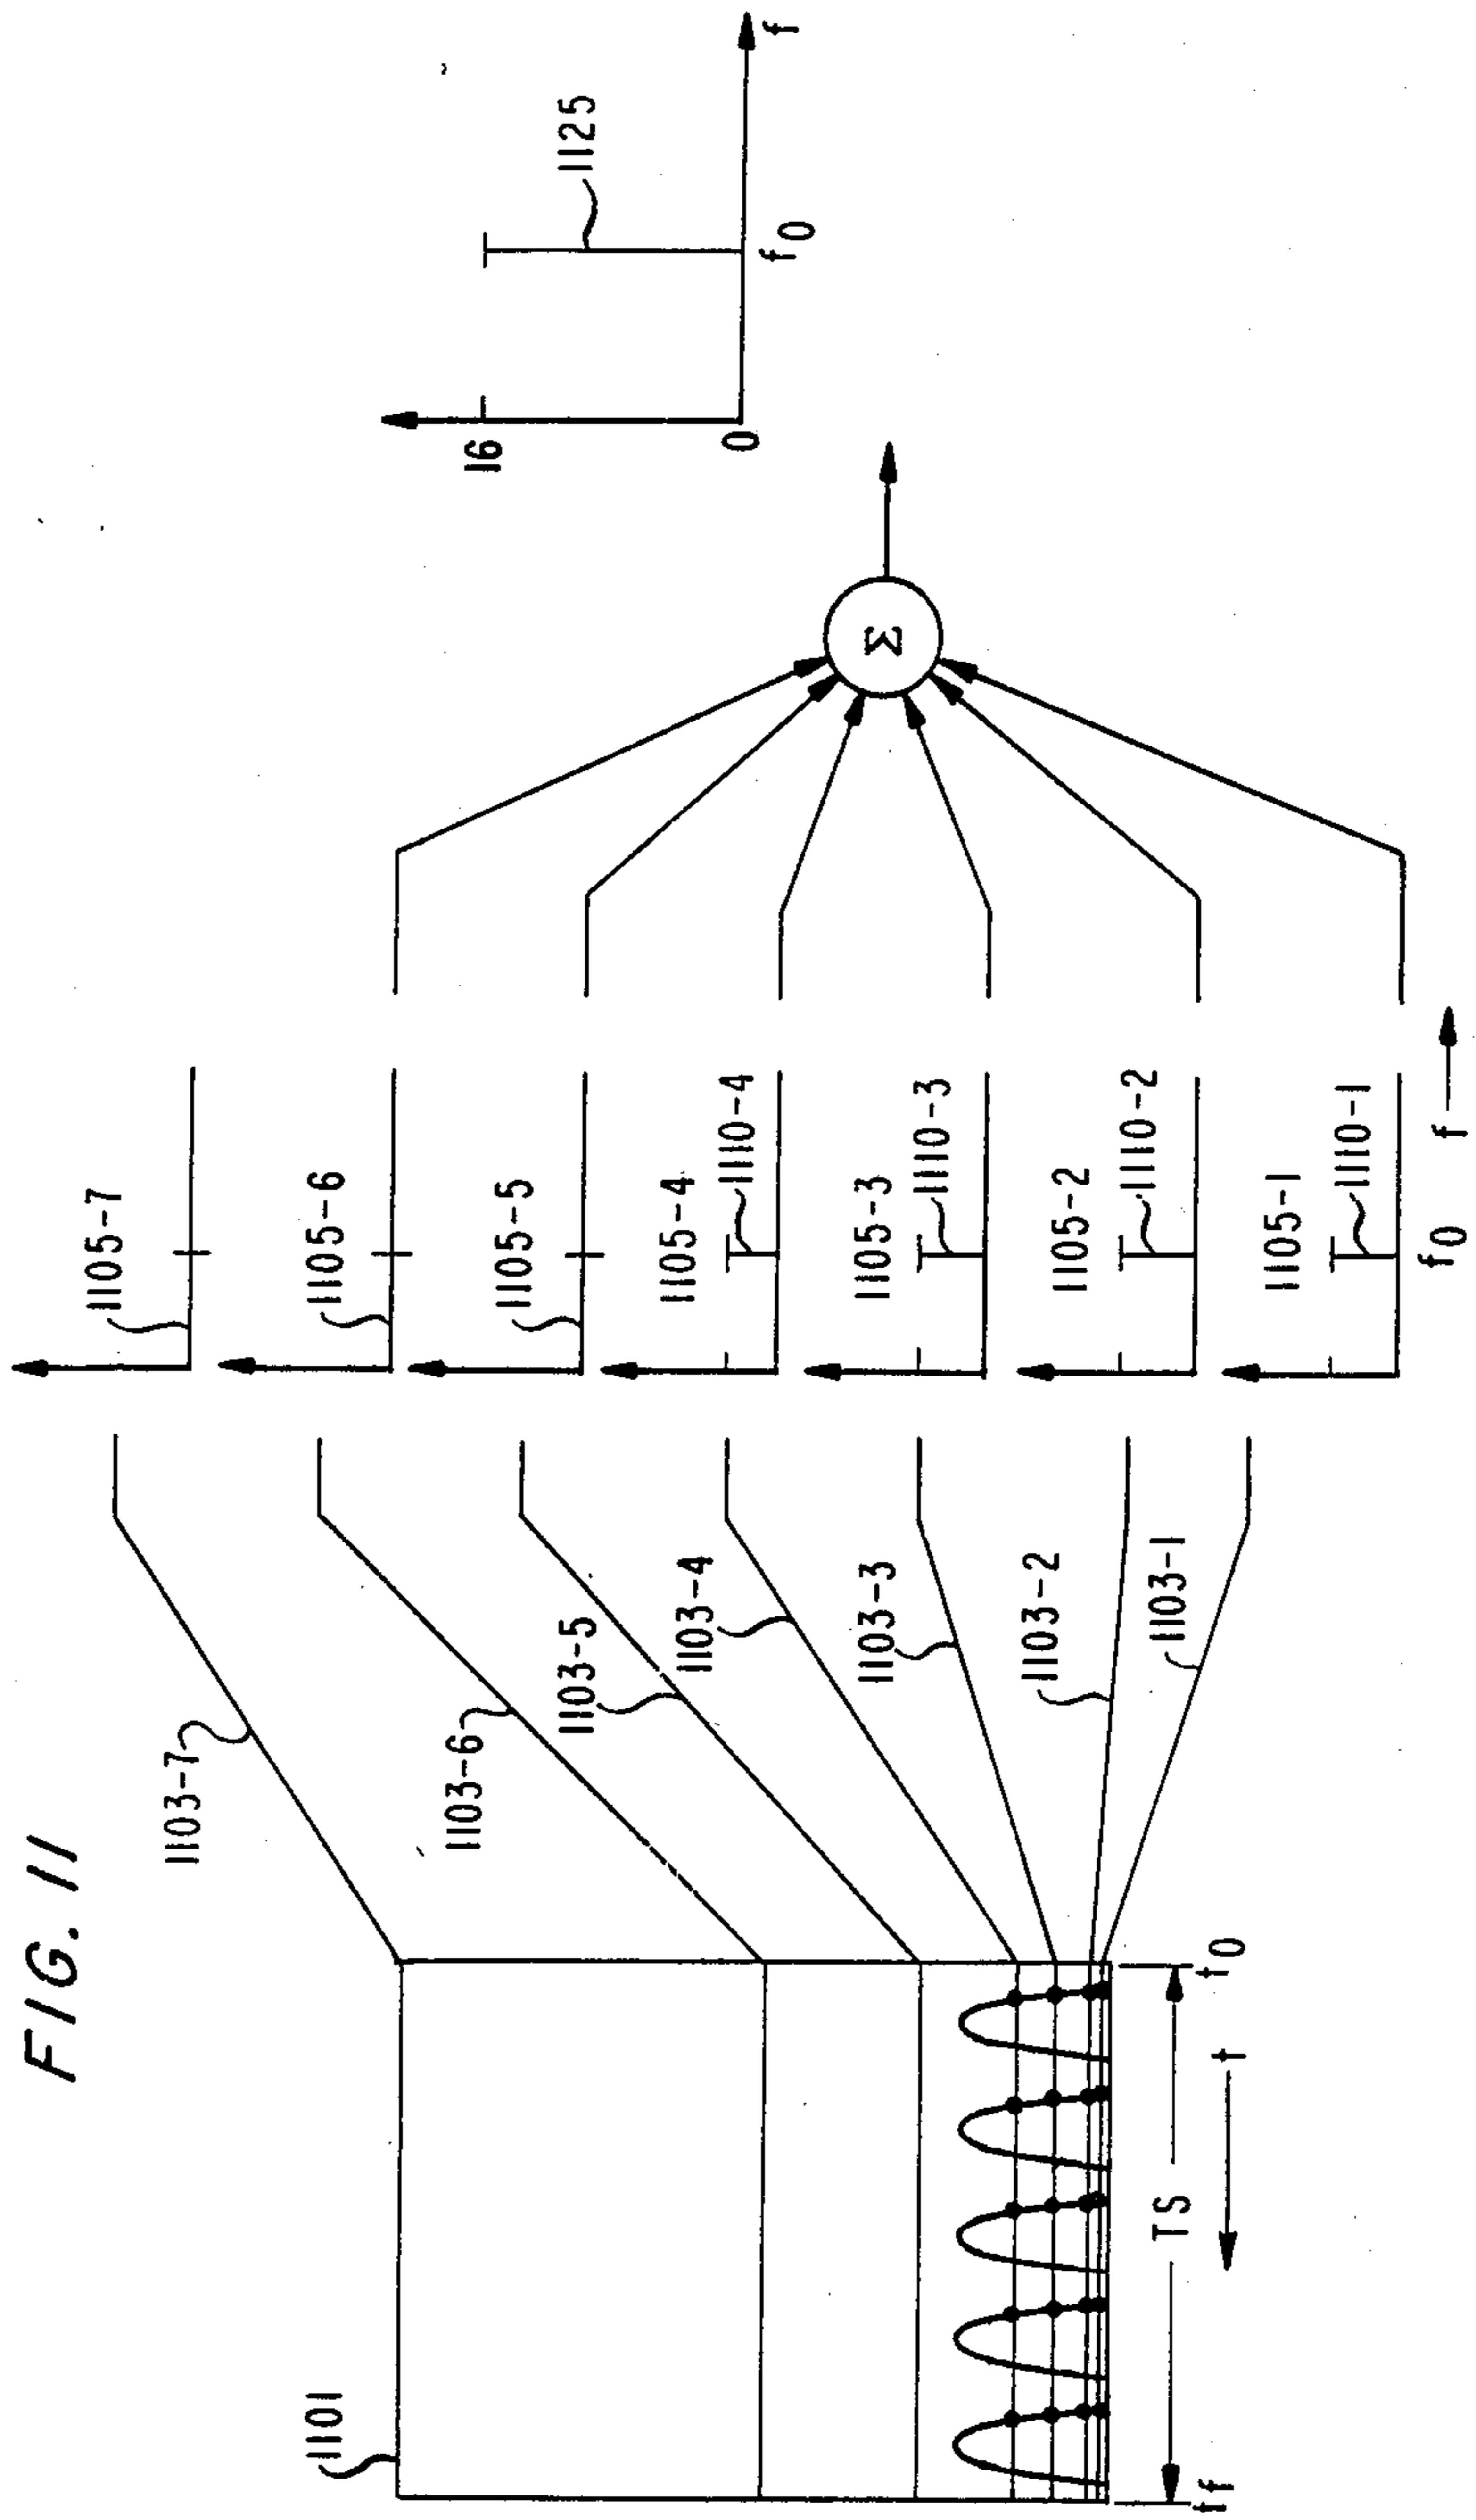 FIG. 11
1101
1103-7
1103-6
1103-5
1103-4
1103-3
1103-2
1103-1
tf
TS
t0
t
1105-7
1105-6
1105-5
1105-4
1110-4
1105-3
1110-3
1105-2
1110-2
1105-1
1110-1
f0
f
Σ
16
0
1125
f0
f